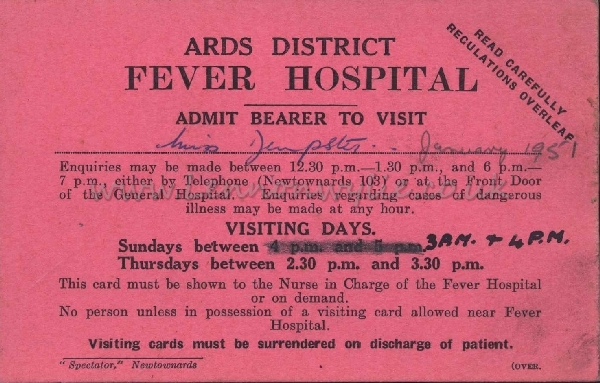 ARDS DISTRICT
FEVER HOSPITAL
READ CAREFULLY
REGULATIONS OVERLEAF
ADMIT BEARER TO VISIT
Miss Dempster. January 1951
Enquiries may be made between 12.30 p.m.—1.30 p.m., and 6 p.m.—
7 p.m., either by Telephone (Newtownards 103) or at the Front Door
of the General Hospital. Enquiries regarding cases of dangerous
illness may be made at any hour.
VISITING DAYS.
Sundays between 4 p.m. and 5 p.m. 3 P.M. + 4 P.M.
Thursdays between 2.30 p.m. and 3.30 p.m.
This card must be shown to the Nurse in Charge of the Fever Hospital
or on demand.
No person unless in possession of a visiting card allowed near Fever
Hospital.
Visiting cards must be surrendered on discharge of patient.
"Spectator," Newtownards (OVER.